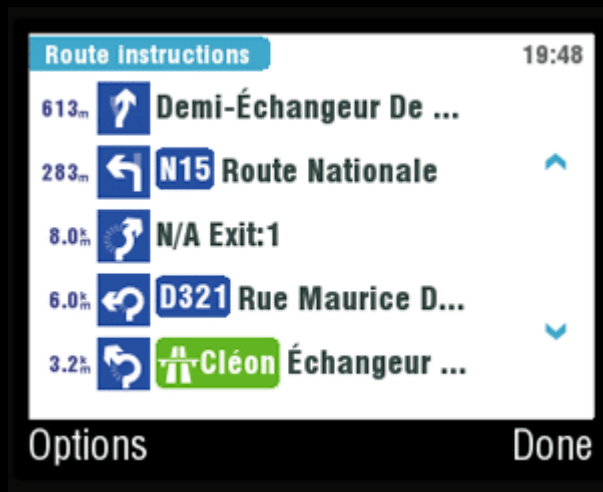 Route instructions 19:48
613m Demi-Échangeur De ...
283m N15 Route Nationale
8.0km N/A Exit:1
6.0km D321 Rue Maurice D...
3.2km Cléon Échangeur ...
Options Done